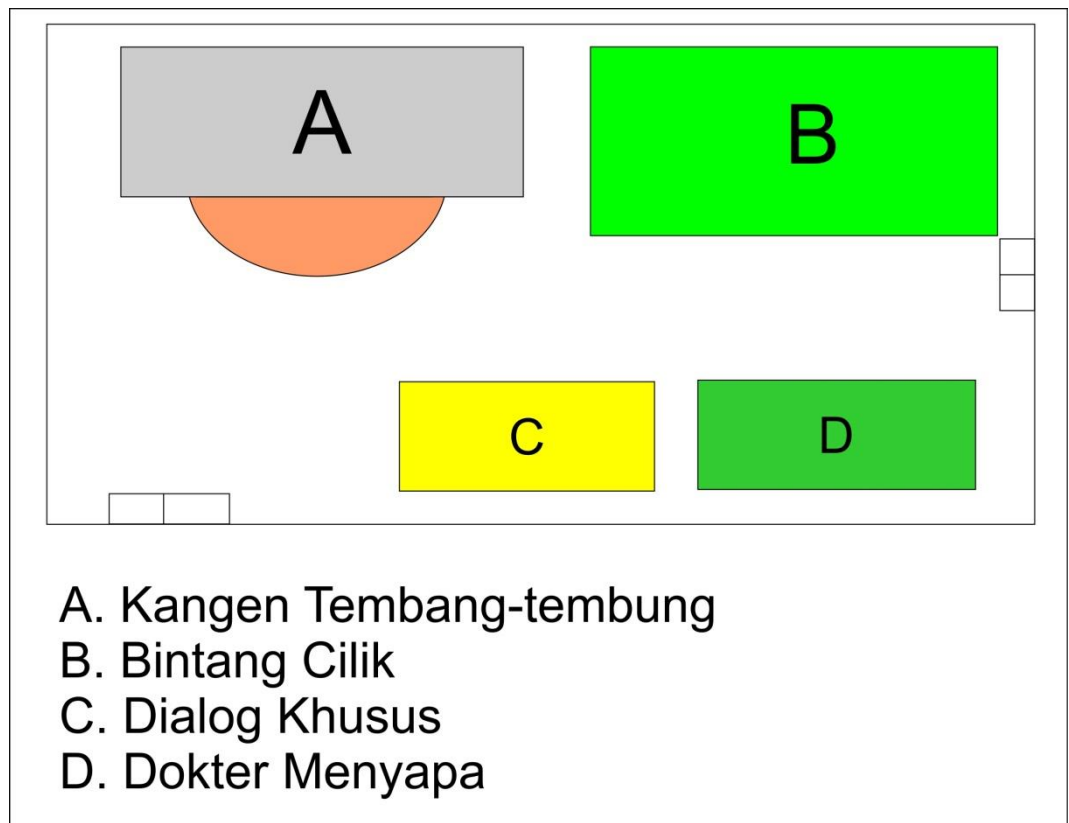 A
B
C
D
A. Kangen Tembang-tembung
B. Bintang Cilik
C. Dialog Khusus
D. Dokter Menyapa